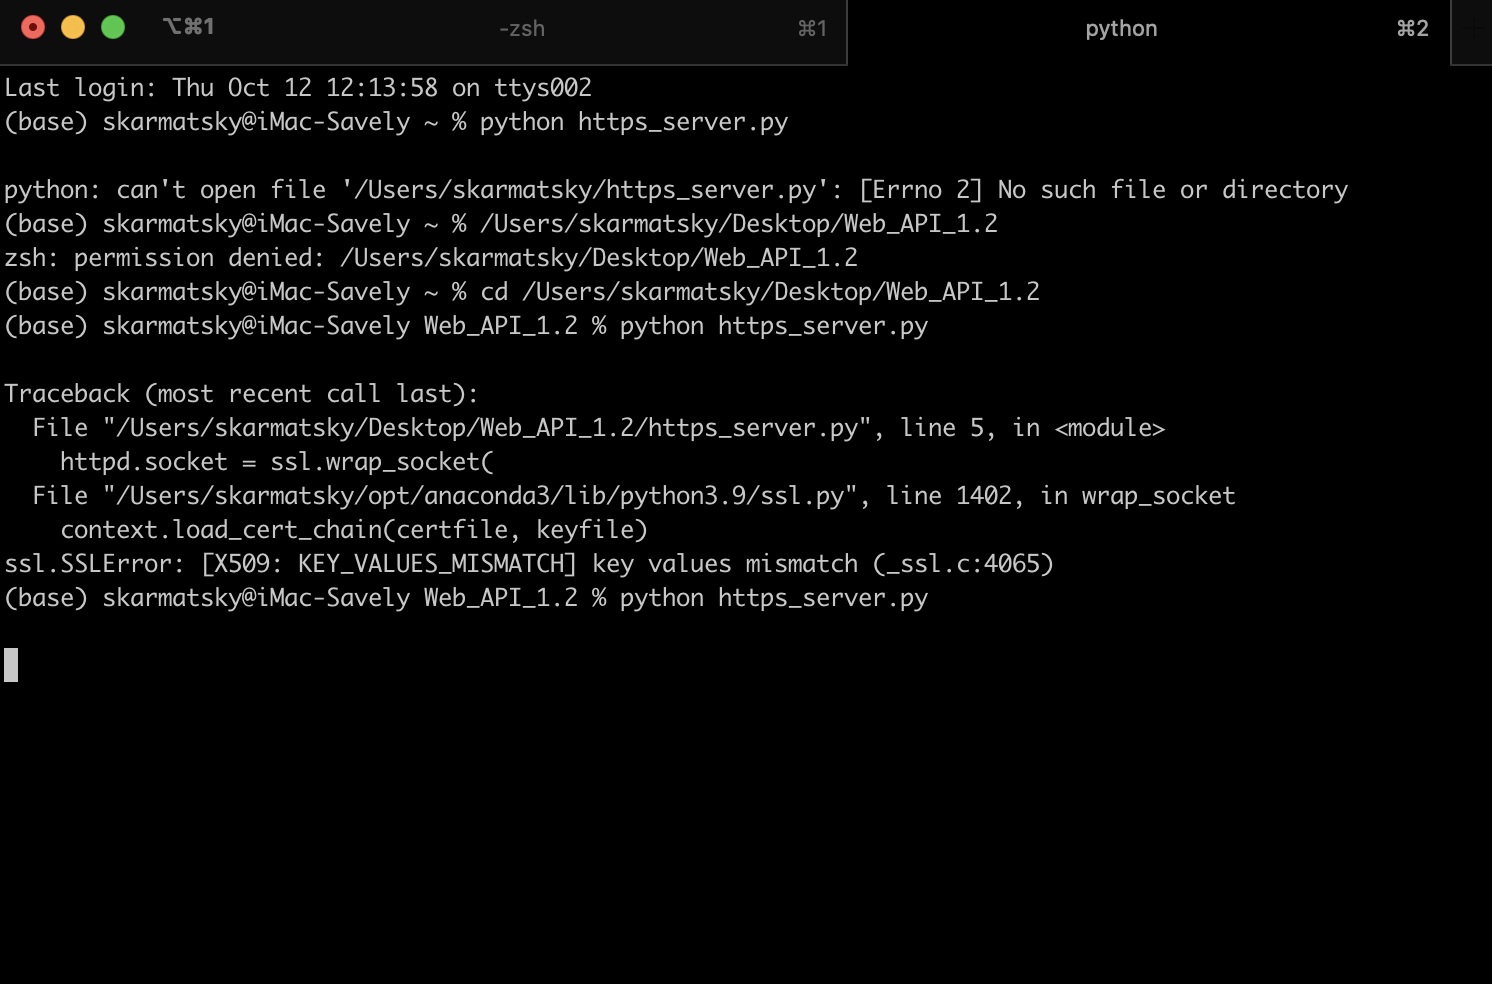 ⌥⌘1
-zsh
⌘1
python
⌘2
Last login: Thu Oct 12 12:13:58 on ttys002
(base) skarmatsky@iMac-Savely ~ % python https_server.py
python: can't open file '/Users/skarmatsky/https_server.py': [Errno 2] No such file or directory
(base) skarmatsky@iMac-Savely ~ % /Users/skarmatsky/Desktop/Web_API_1.2
zsh: permission denied: /Users/skarmatsky/Desktop/Web_API_1.2
(base) skarmatsky@iMac-Savely ~ % cd /Users/skarmatsky/Desktop/Web_API_1.2
(base) skarmatsky@iMac-Savely Web_API_1.2 % python https_server.py
Traceback (most recent call last):
  File "/Users/skarmatsky/Desktop/Web_API_1.2/https_server.py", line 5, in <module>
    httpd.socket = ssl.wrap_socket(
  File "/Users/skarmatsky/opt/anaconda3/lib/python3.9/ssl.py", line 1402, in wrap_socket
    context.load_cert_chain(certfile, keyfile)
ssl.SSLError: [X509: KEY_VALUES_MISMATCH] key values mismatch (_ssl.c:4065)
(base) skarmatsky@iMac-Savely Web_API_1.2 % python https_server.py